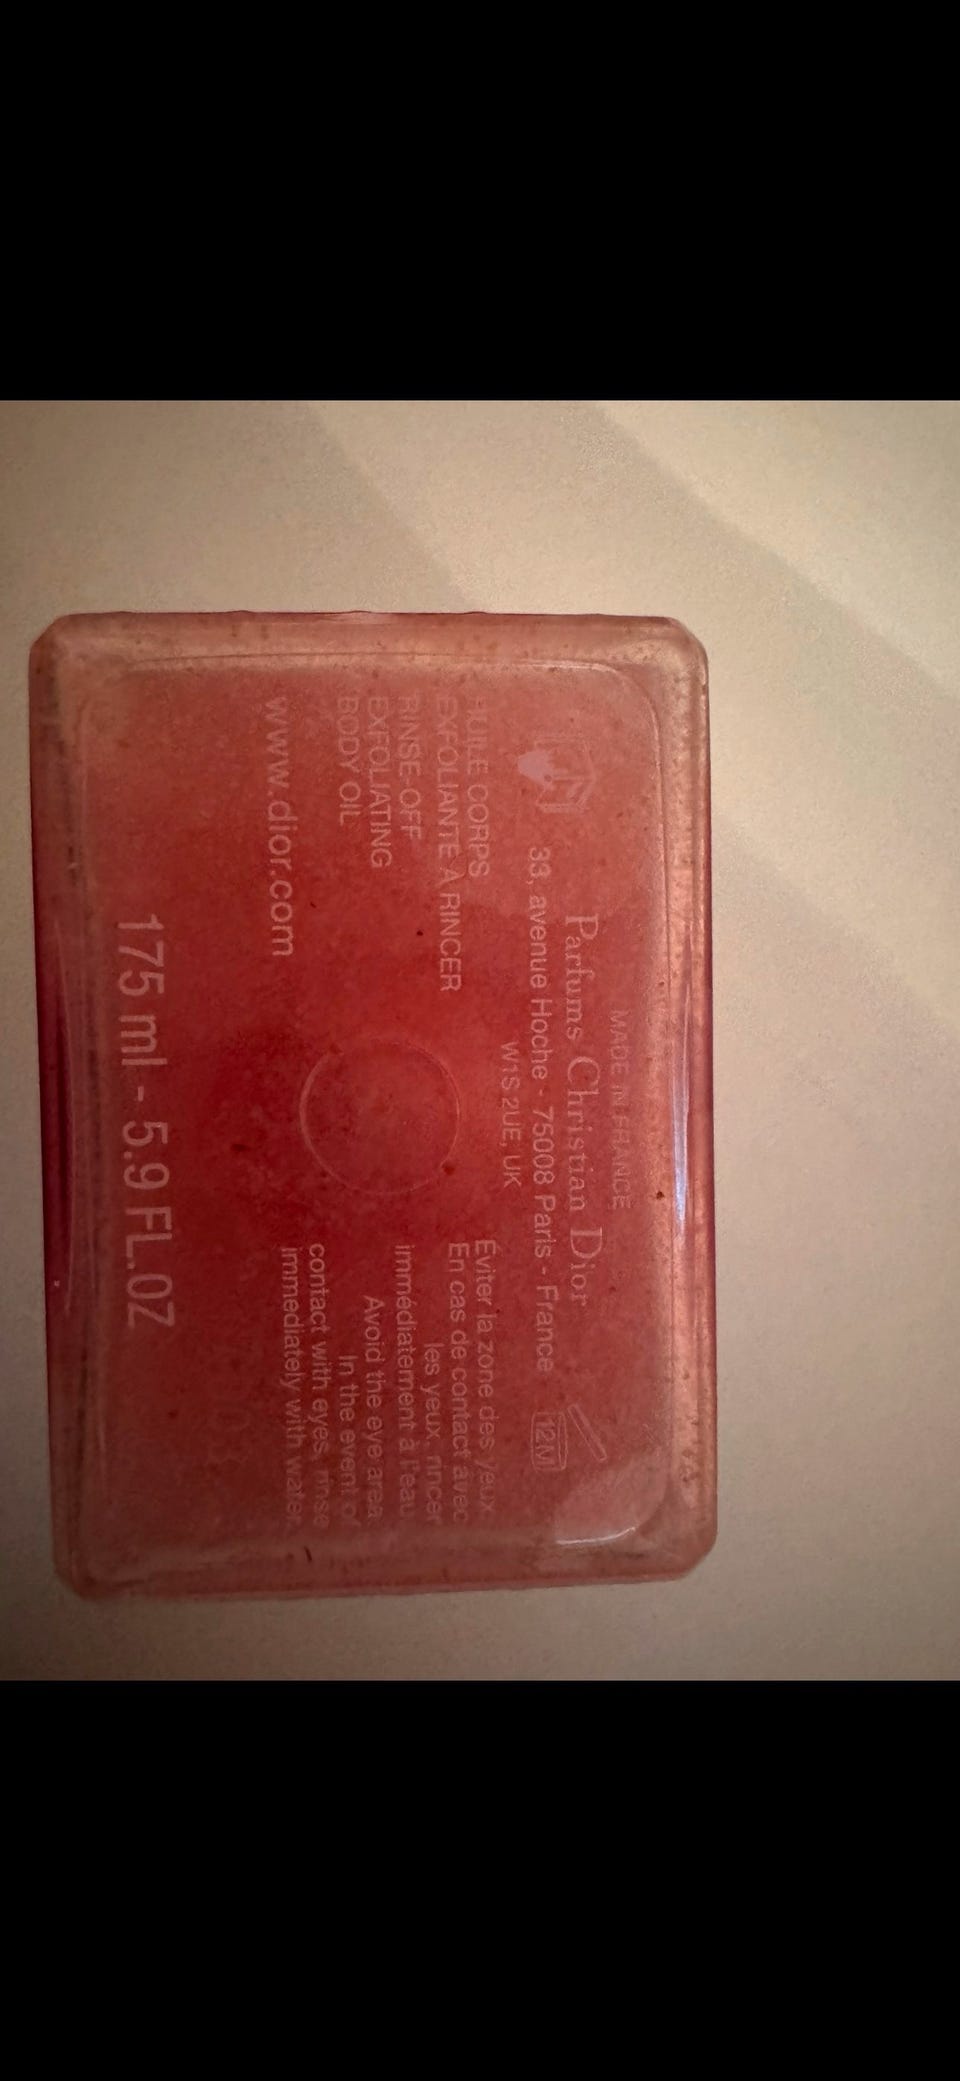 MADE IN FRANCE
Parfums Christian Dior
33, avenue Hoche - 75008 Paris - France
W1S 2UE, UK
12M
HUILE CORPS
EXFOLIANTE À RINCER
RINSE-OFF
EXFOLIATING
BODY OIL
www.dior.com
Éviter la zone des yeux.
En cas de contact avec
les yeux, rincer
immédiatement à l'eau
Avoid the eye area
In the event of
contact with eyes, rinse
immediately with water.
175 ml - 5.9 FL.OZ